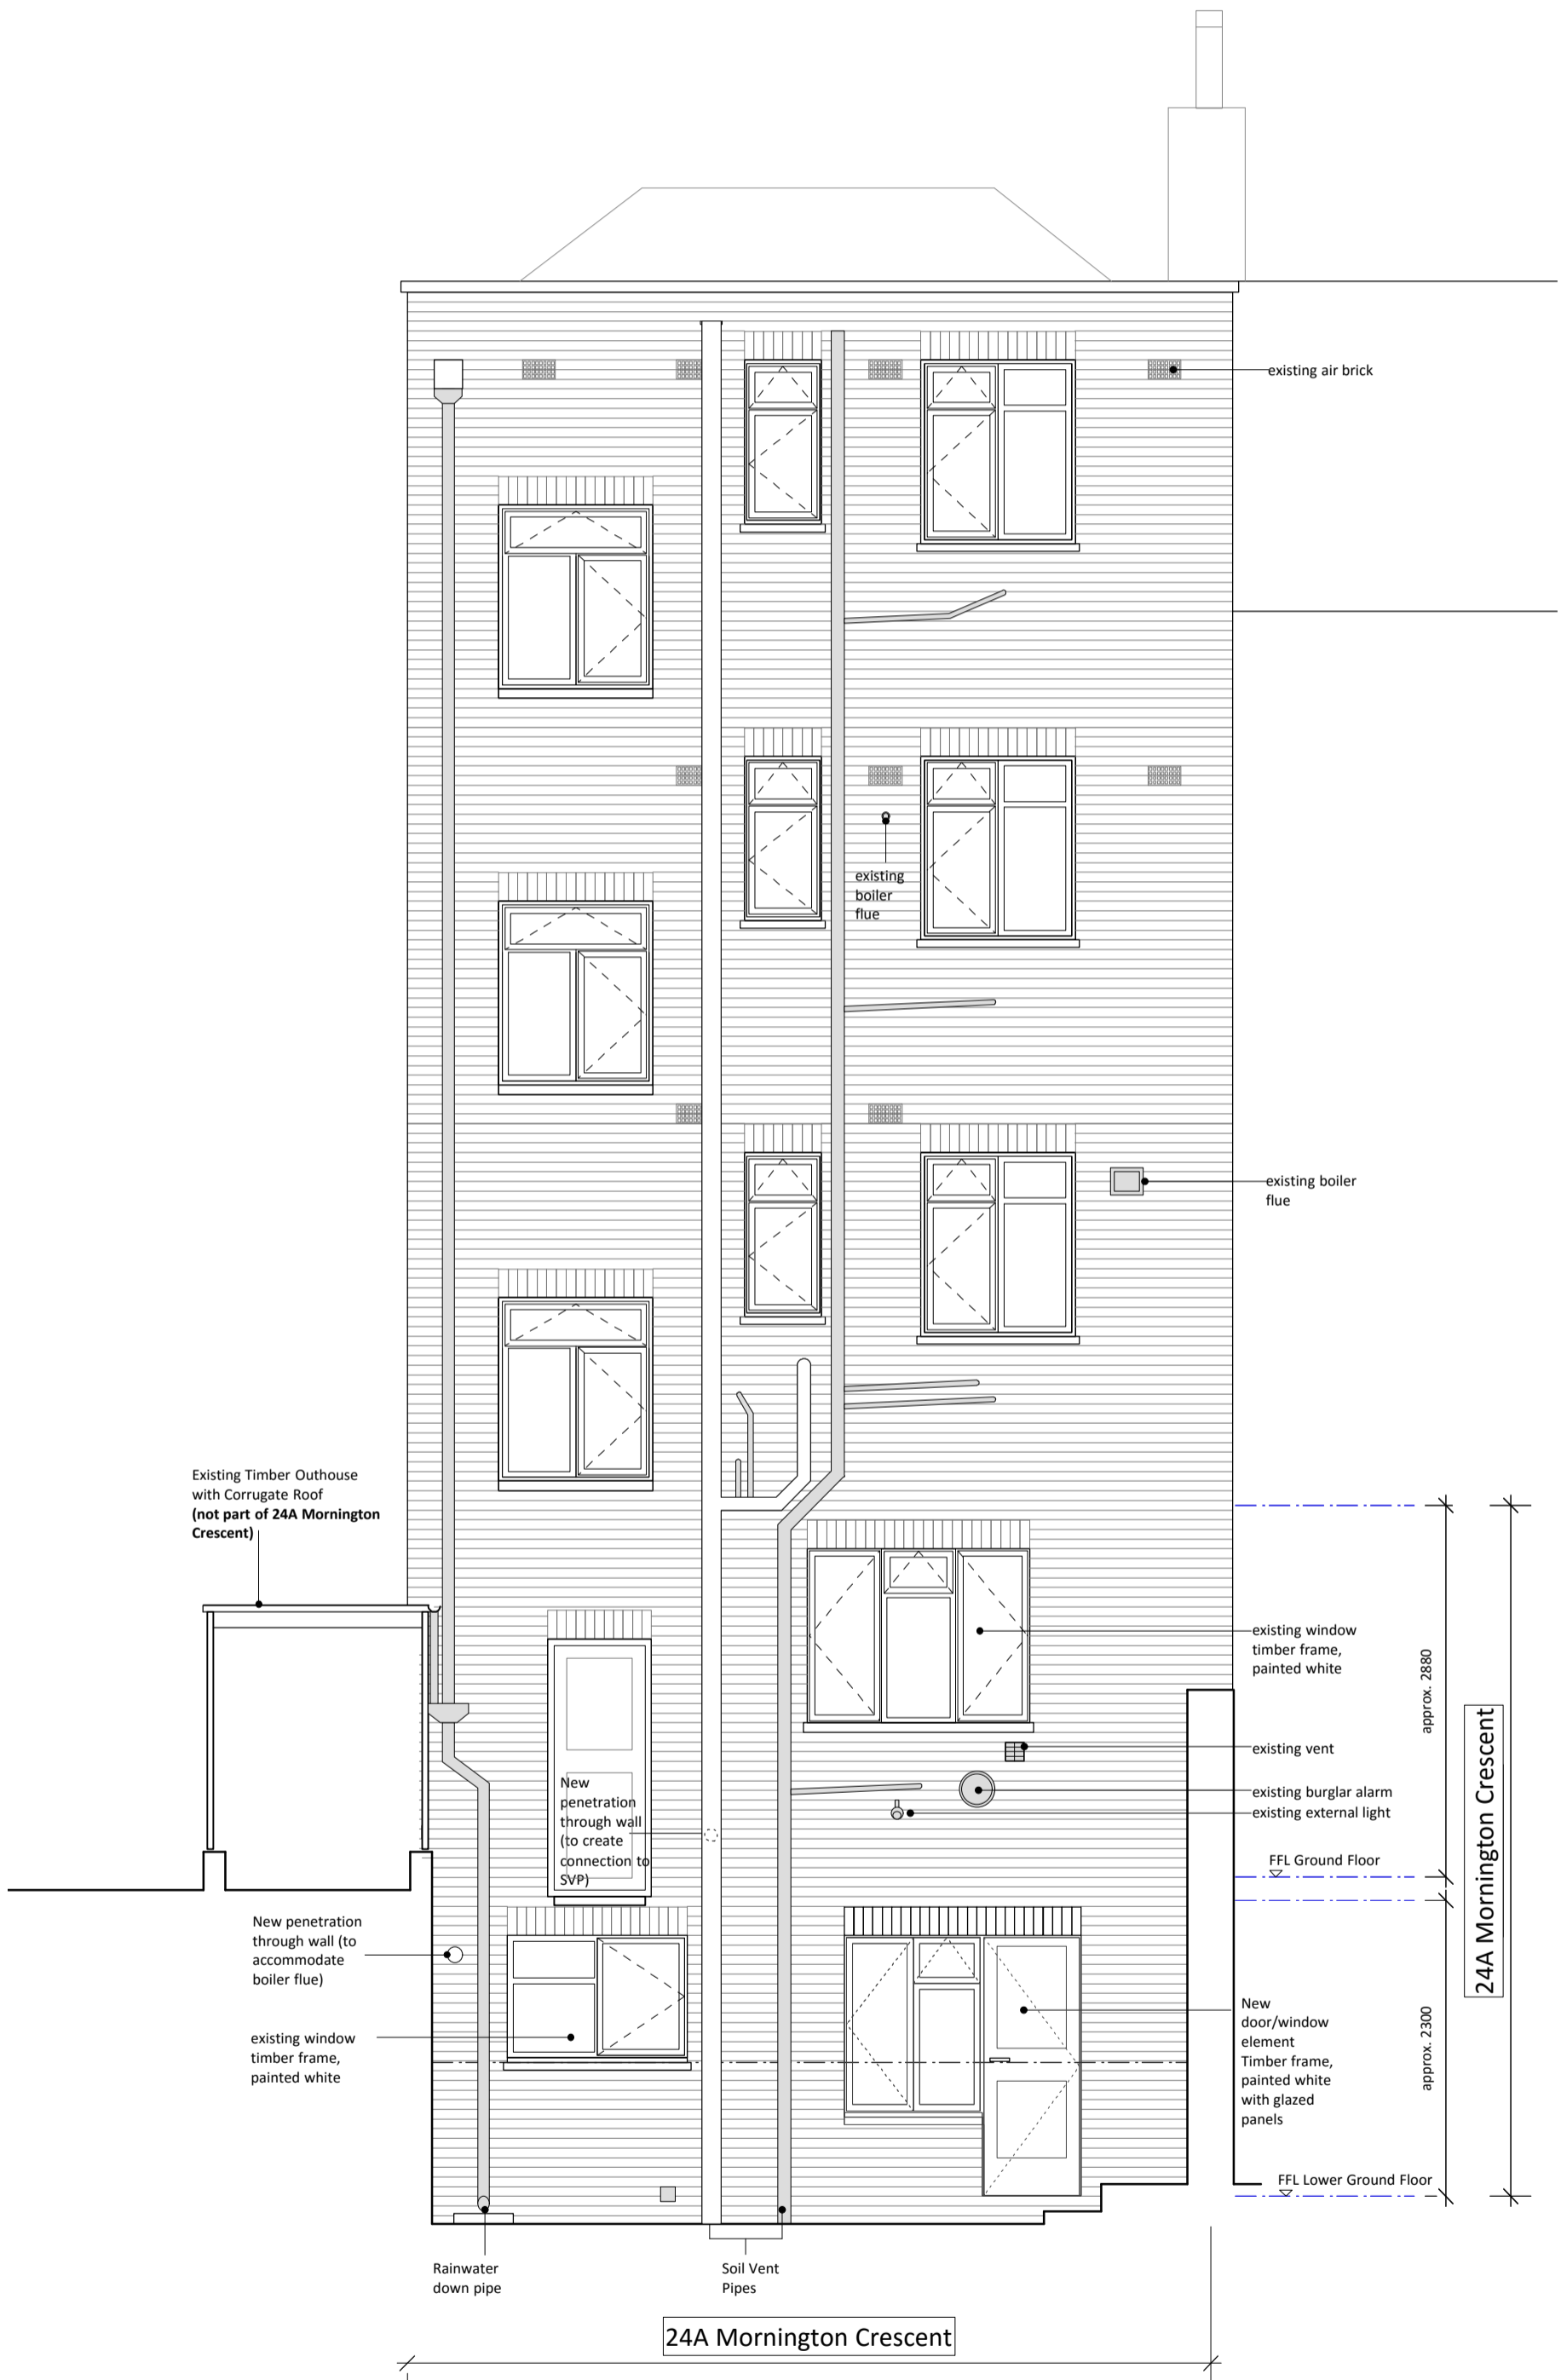 existing air brick
existing
boiler
flue
existing boiler
flue
Existing Timber Outhouse
with Corrugate Roof
(not part of 24A Mornington
Crescent)
existing window
timber frame,
painted white
approx. 2880
existing vent
24A Mornington Crescent
New
penetration
through wall
(to create
connection to
SVP)
existing burglar alarm
existing external light
FFL Ground Floor
New penetration
through wall (to
accommodate
boiler flue)
New
door/window
element
Timber frame,
painted white
with glazed
panels
approx. 2300
existing window
timber frame,
painted white
FFL Lower Ground Floor
Rainwater
down pipe
Soil Vent
Pipes
24A Mornington Crescent